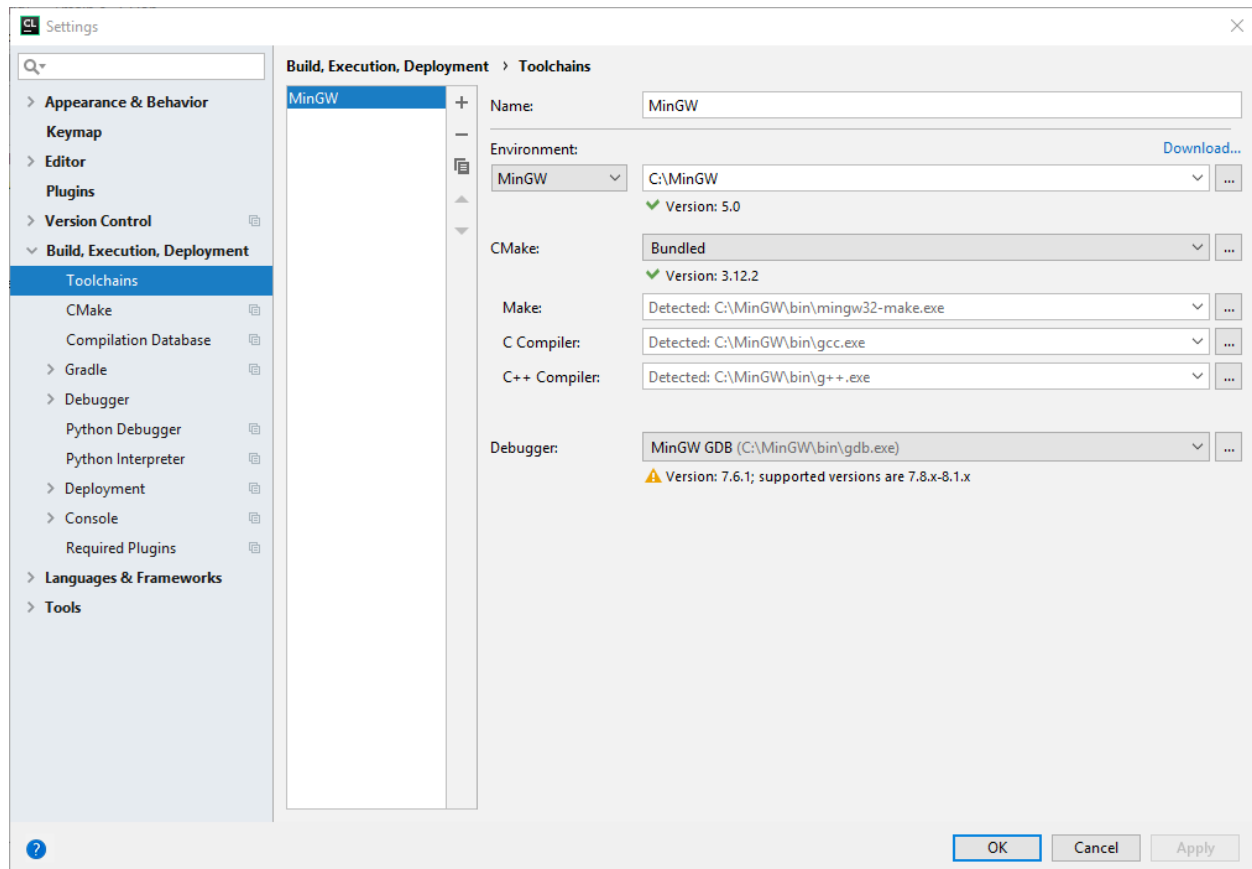 CL Settings
Appearance & Behavior
Keymap
Editor
Plugins
Version Control
Build, Execution, Deployment
Toolchains
CMake
Compilation Database
Gradle
Debugger
Python Debugger
Python Interpreter
Deployment
Console
Required Plugins
Languages & Frameworks
Tools
Build, Execution, Deployment › Toolchains
MinGW
Name: MinGW
Environment: Download...
MinGW C:\MinGW ...
Version: 5.0
CMake: Bundled ...
Version: 3.12.2
Make: Detected: C:\MinGW\bin\mingw32-make.exe ...
C Compiler: Detected: C:\MinGW\bin\gcc.exe ...
C++ Compiler: Detected: C:\MinGW\bin\g++.exe ...
Debugger: MinGW GDB (C:\MinGW\bin\gdb.exe) ...
Version: 7.6.1; supported versions are 7.8.x-8.1.x
? OK Cancel Apply